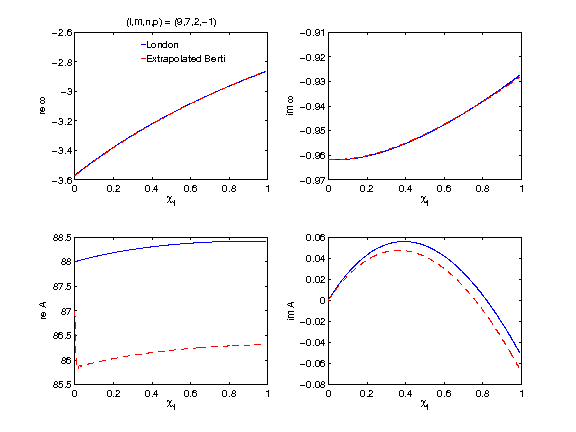 (l,m,n,p) = (9,7,2,−1)
−2.6
−2.8
−3
−3.2
−3.4
−3.6
re ω
London
Extrapolated Berti
0 0.2 0.4 0.6 0.8 1
χf
−0.91
−0.92
−0.93
−0.94
−0.95
−0.96
−0.97
im ω
0 0.2 0.4 0.6 0.8 1
χf
88.5
88
87.5
87
86.5
86
85.5
re A
0 0.2 0.4 0.6 0.8 1
χf
0.06
0.04
0.02
0
−0.02
−0.04
−0.06
−0.08
im A
0 0.2 0.4 0.6 0.8 1
χf